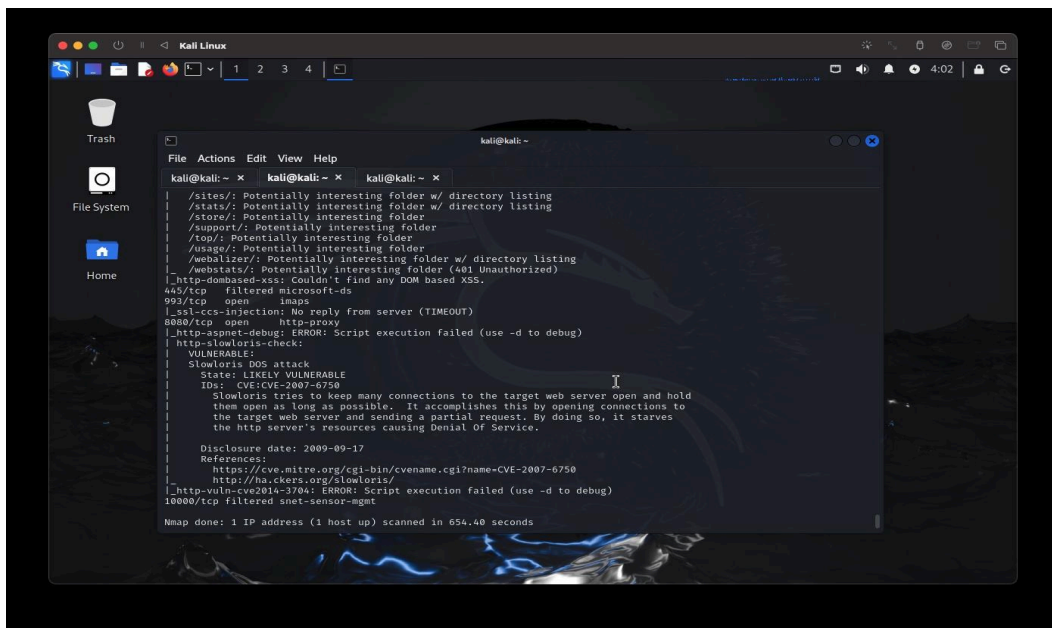 Kali Linux
1 2 3 4
4:02
Trash
File System
Home
kali@kali: ~
File Actions Edit View Help
kali@kali: ~ × kali@kali: ~ × kali@kali: ~ ×
| /sites/: Potentially interesting folder w/ directory listing
| /stats/: Potentially interesting folder w/ directory listing
| /store/: Potentially interesting folder
| /support/: Potentially interesting folder
| /top/: Potentially interesting folder
| /usage/: Potentially interesting folder
| /webalizer/: Potentially interesting folder w/ directory listing
|_ /webstats/: Potentially interesting folder (401 Unauthorized)
|_http-dombased-xss: Couldn't find any DOM based XSS.
445/tcp filtered microsoft-ds
993/tcp open imaps
|_ssl-ccs-injection: No reply from server (TIMEOUT)
8080/tcp open http-proxy
|_http-aspnet-debug: ERROR: Script execution failed (use -d to debug)
| http-slowloris-check:
| VULNERABLE:
| Slowloris DOS attack
| State: LIKELY VULNERABLE
| IDs: CVE:CVE-2007-6750
| Slowloris tries to keep many connections to the target web server open and hold
| them open as long as possible. It accomplishes this by opening connections to
| the target web server and sending a partial request. By doing so, it starves
| the http server's resources causing Denial Of Service.
|
| Disclosure date: 2009-09-17
| References:
| https://cve.mitre.org/cgi-bin/cvename.cgi?name=CVE-2007-6750
|_ http://ha.ckers.org/slowloris/
|_http-vuln-cve2014-3704: ERROR: Script execution failed (use -d to debug)
10000/tcp filtered snet-sensor-mgmt
Nmap done: 1 IP address (1 host up) scanned in 654.40 seconds